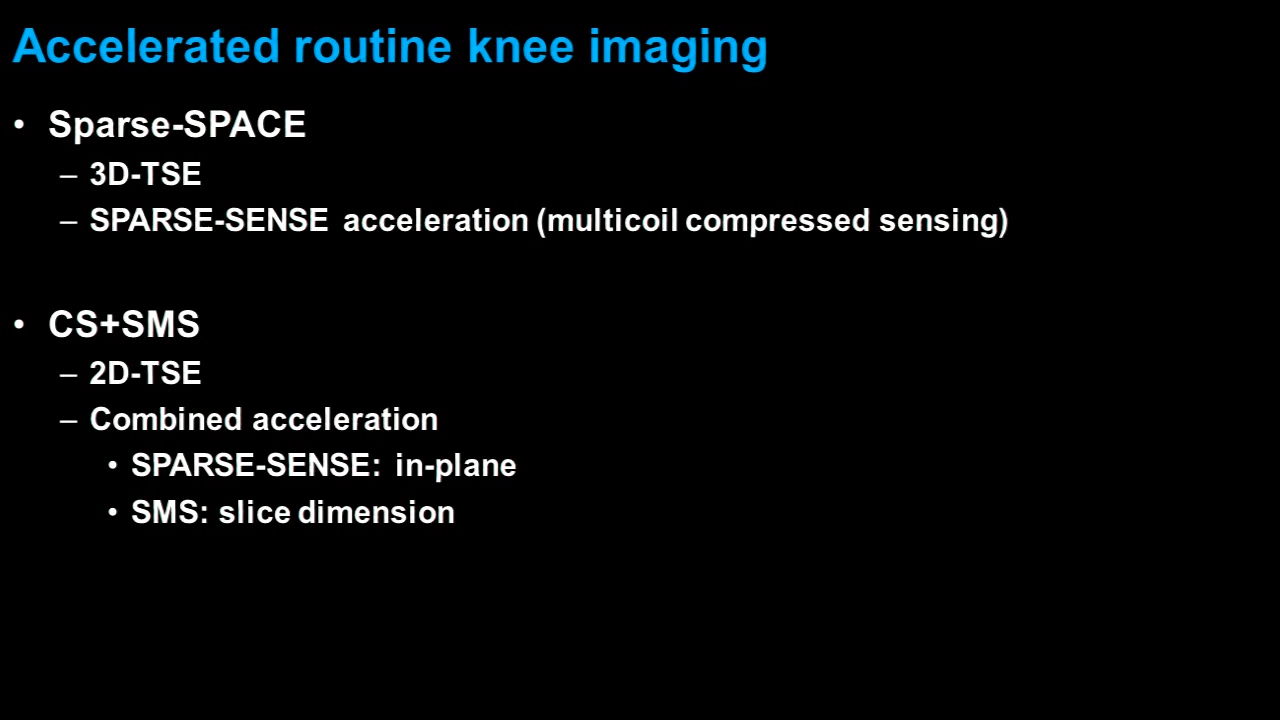 Accelerated routine knee imaging
• Sparse-SPACE
– 3D-TSE
– SPARSE-SENSE acceleration (multicoil compressed sensing)
• CS+SMS
– 2D-TSE
– Combined acceleration
• SPARSE-SENSE: in-plane
• SMS: slice dimension